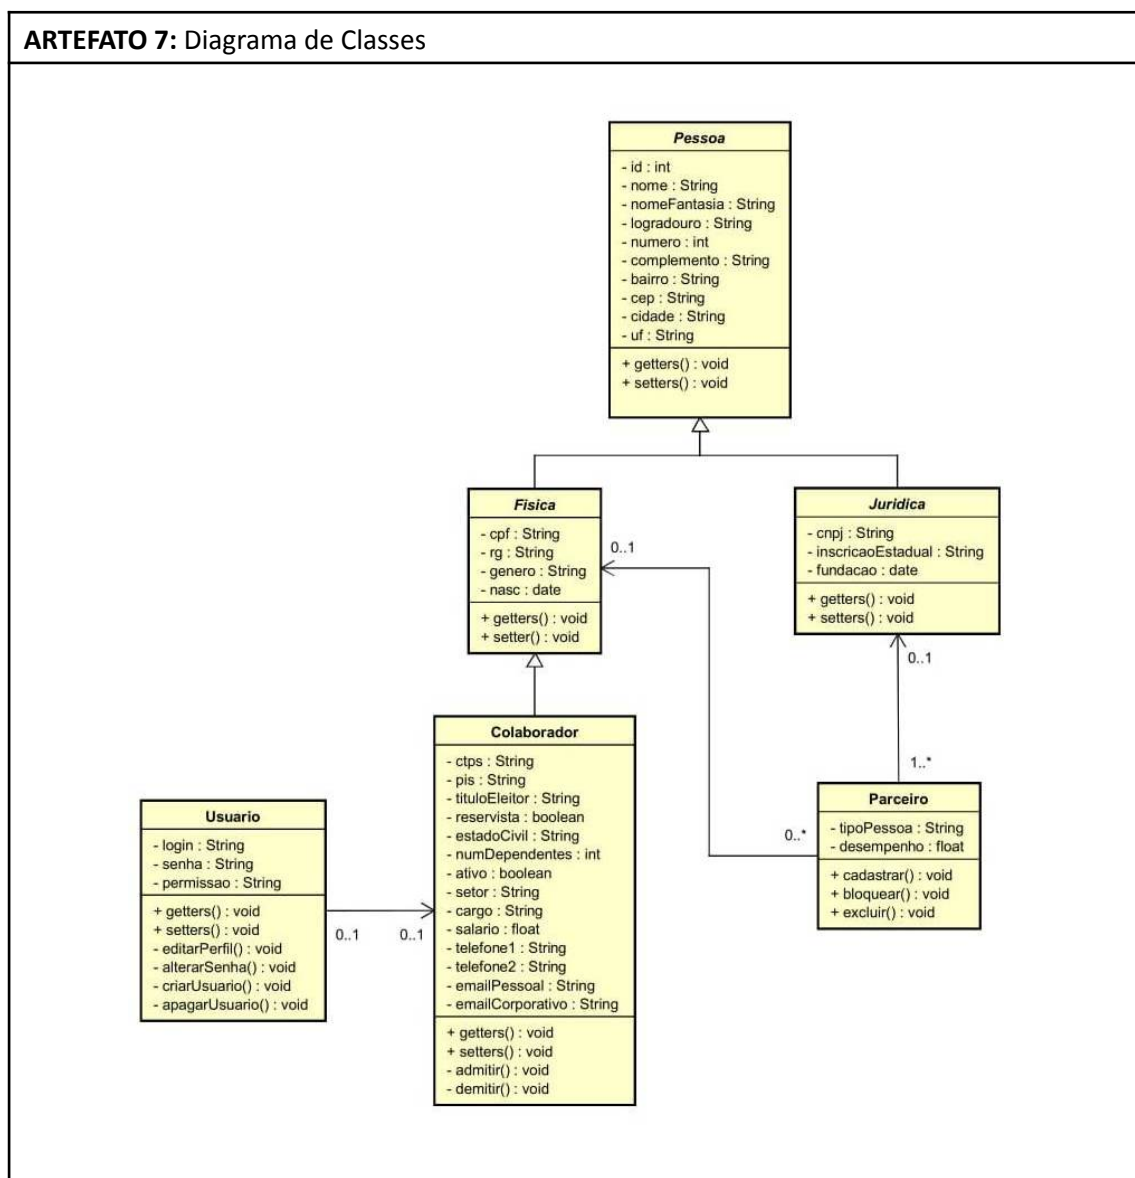 ARTEFATO 7: Diagrama de Classes
Pessoa
- id : int
- nome : String
- nomeFantasia : String
- logradouro : String
- numero : int
- complemento : String
- bairro : String
- cep : String
- cidade : String
- uf : String
+ getters() : void
+ setters() : void
Fisica
- cpf : String
- rg : String
- genero : String
- nasc : date
+ getters() : void
+ setter() : void
0..1
Juridica
- cnpj : String
- inscricaoEstadual : String
- fundacao : date
+ getters() : void
+ setters() : void
0..1
1..*
Colaborador
- ctps : String
- pis : String
- tituloEleitor : String
- reservista : boolean
- estadoCivil : String
- numDependentes : int
- ativo : boolean
- setor : String
- cargo : String
- salario : float
- telefone1 : String
- telefone2 : String
- emailPessoal : String
- emailCorporativo : String
+ getters() : void
+ setters() : void
- admitir() : void
- demitir() : void
Usuario
- login : String
- senha : String
- permissao : String
+ getters() : void
+ setters() : void
- editarPerfil() : void
- alterarSenha() : void
- criarUsuario() : void
- apagarUsuario() : void
0..1
0..1
0..*
Parceiro
- tipoPessoa : String
- desempenho : float
+ cadastrar() : void
+ bloquear() : void
+ excluir() : void